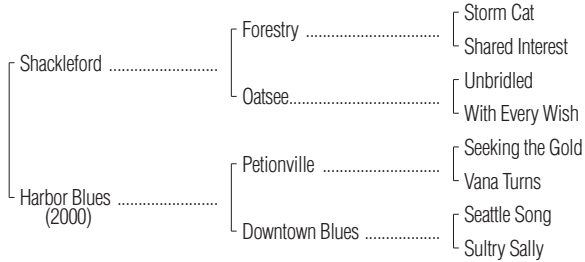 Storm Cat
Forestry ........................................
Shared Interest
Shackleford ................................
Unbridled
Oatsee.............................................
With Every Wish
Seeking the Gold
Petionville .......................................
Vana Turns
Harbor Blues .............................
(2000)
Seattle Song
Downtown Blues ......................
Sultry Sally